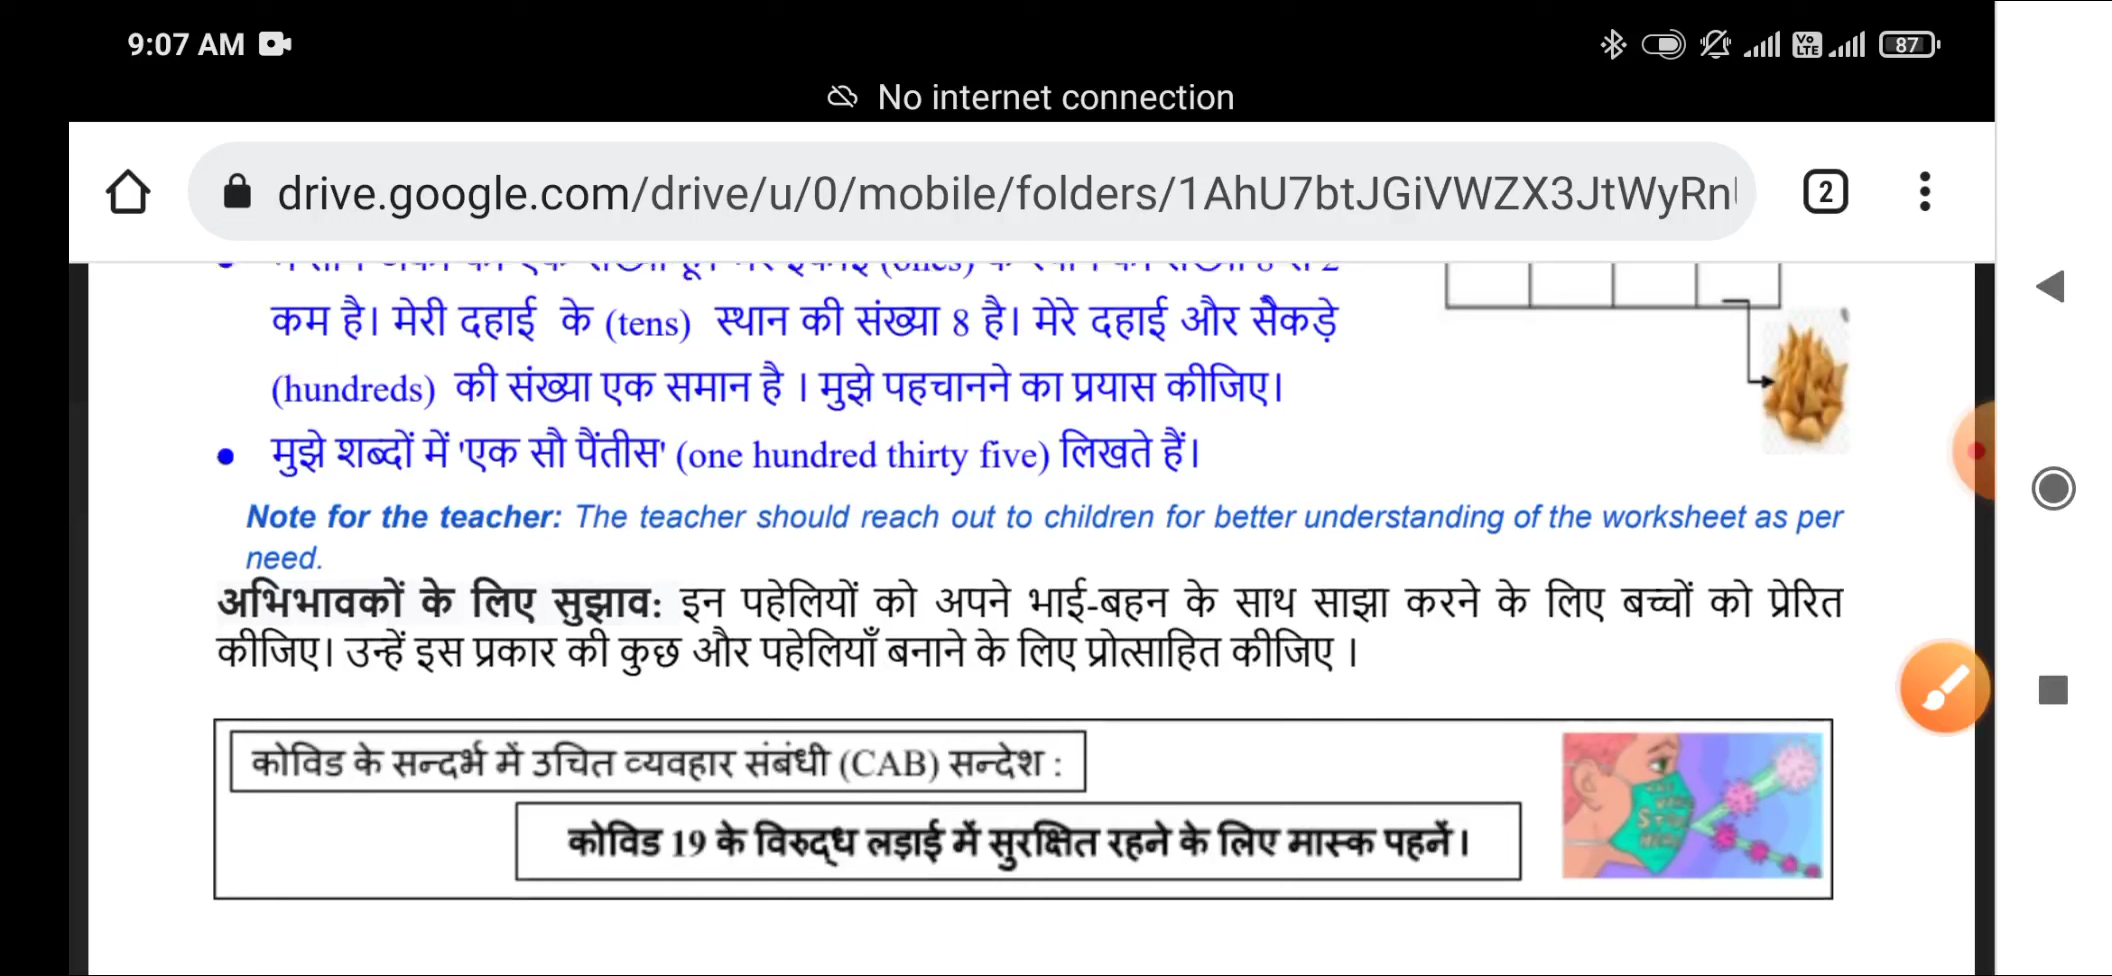 9:07 AM
Vo LTE
87
No internet connection
drive.google.com/drive/u/0/mobile/folders/1AhU7btJGiVWZX3JtWyRn
2
कम है। मेरी दहाई के (tens) स्थान की संख्या 8 है। मेरे दहाई और सैकड़े
(hundreds) की संख्या एक समान है । मुझे पहचानने का प्रयास कीजिए।
• मुझे शब्दों में 'एक सौ पैंतीस' (one hundred thirty five) लिखते हैं।
Note for the teacher: The teacher should reach out to children for better understanding of the worksheet as per
need.
अभिभावकों के लिए सुझाव: इन पहेलियों को अपने भाई-बहन के साथ साझा करने के लिए बच्चों को प्रेरित
कीजिए। उन्हें इस प्रकार की कुछ और पहेलियाँ बनाने के लिए प्रोत्साहित कीजिए ।
कोविड के सन्दर्भ में उचित व्यवहार संबंधी (CAB) सन्देश :
कोविड 19 के विरुद्ध लड़ाई में सुरक्षित रहने के लिए मास्क पहनें।